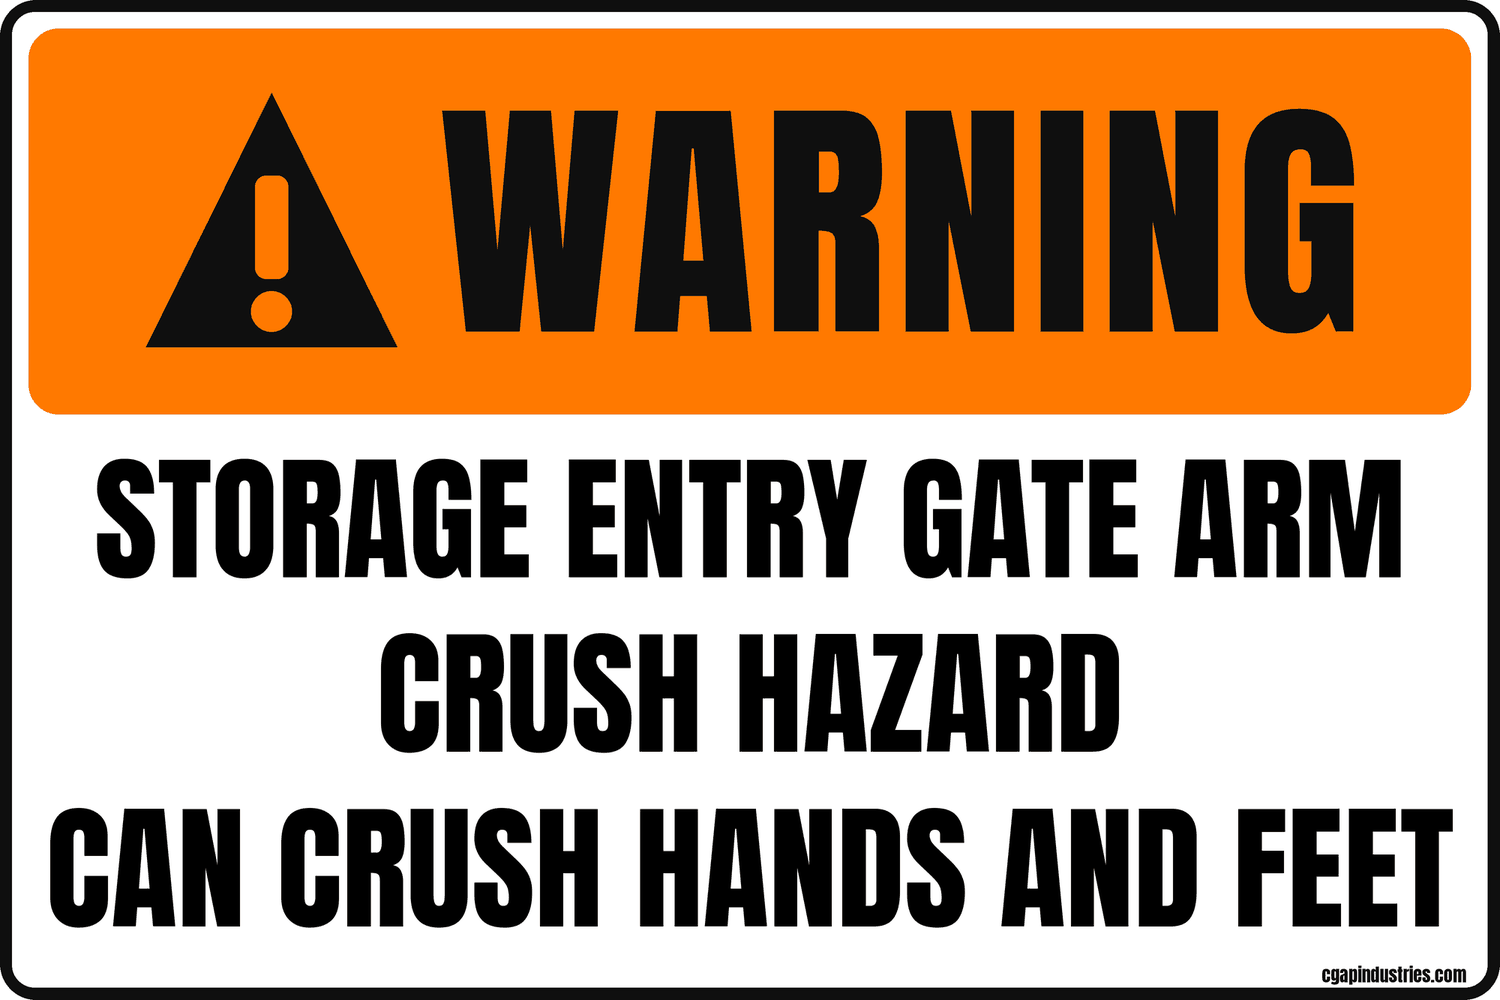 WARNING
STORAGE ENTRY GATE ARM
CRUSH HAZARD
CAN CRUSH HANDS AND FEET
cgapindustries.com